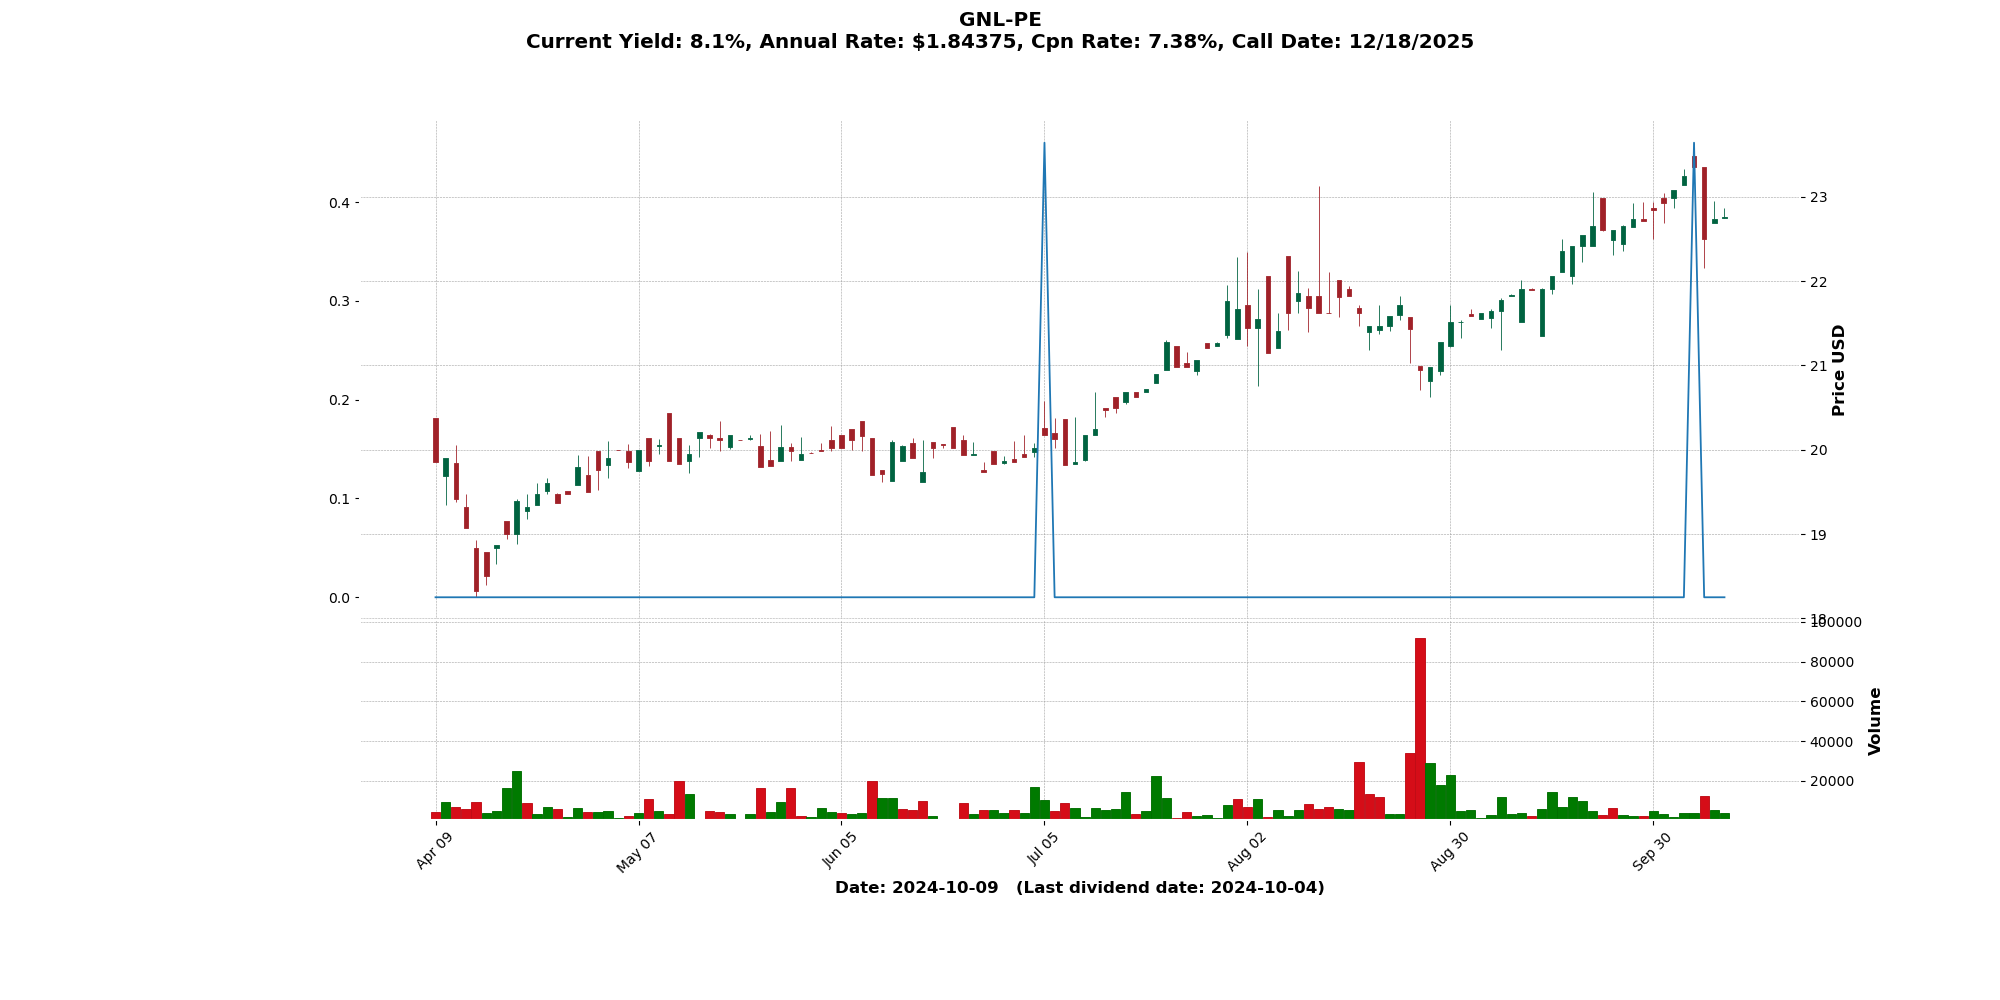 GNL-PE
Current Yield: 8.1%, Annual Rate: $1.84375, Cpn Rate: 7.38%, Call Date: 12/18/2025
0.4
0.3
0.2
0.1
0.0
23
22
21
20
19
18
Price USD
100000
80000
60000
40000
20000
Volume
Apr 09
May 07
Jun 05
Jul 05
Aug 02
Aug 30
Sep 30
Date: 2024-10-09 (Last dividend date: 2024-10-04)